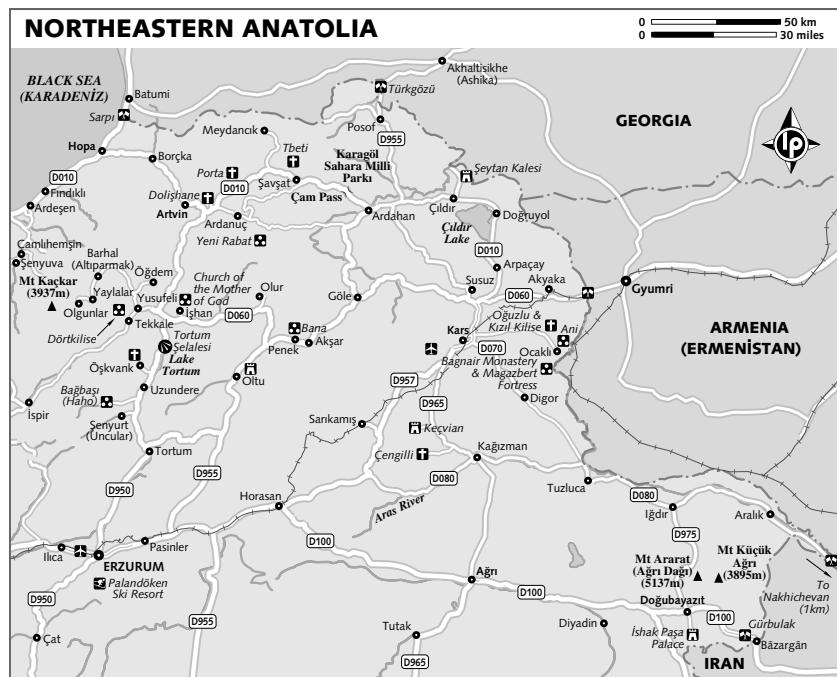 NORTHEASTERN ANATOLIA
0 50 km
0 30 miles
BLACK SEA
(KARADENİZ)
Batumi
Sarpı
Hopa
Borçka
D010
Fındıklı
Ardeşen
Akhaltisikhe
(Ashika)
Türkgözü
Posof
D955
Meydancık
Tbeti
Porta
Şavşat
Karagöl
Sahara Milli
Parkı
Çam Pass
Dolişhane
D010
Artvin
Ardanuç
Yeni Rabat
Ardahan
Şeytan Kalesi
Çıldır
Çıldır
Lake
Doğruyol
D010
Arpaçay
GEORGIA
lp
Çamlıhemşin
Şenyuva
Barhal
(Altıparmak)
Öğdem
Mt Kaçkar
(3937m)
Yaylalar
Olgunlar
Yusufeli
Tekkale
Dörtkilise
Church of
the Mother
of God
İşhan
Olur
D060
Göle
Susuz
Akyaka
D060
Gyumri
Bana
Penek
Akşar
Kars
Oğuzlu &
Kızıl Kilise
Ani
Ocaklı
D070
Bagnair Monastery
& Magazbert
Fortress
Digor
ARMENIA
(ERMENİSTAN)
Tortum
Şelalesi
Lake
Tortum
Öşkvank
Uzundere
Bağbaşı
(Haho)
İspir
Şenyurt
(Uncular)
Oltu
D957
D965
Sarıkamış
Keçvian
Çengilli
Kağızman
Tortum
D955
D950
D080
Aras River
Horasan
Tuzluca
D080
Iğdır
Aralık
D975
Ilıca
Pasinler
ERZURUM
D100
Palandöken
Ski Resort
Ağrı
Mt Ararat
(Ağrı Dağı)
(5137m)
Mt Küçük
Ağrı
(3895m)
To
Nakhichevan
(1km)
D950
D955
D100
Doğubayazıt
D100
Gürbulak
Çat
Tutak
D965
Diyadin
İshak Paşa
Palace
Bāzārgān
IRAN